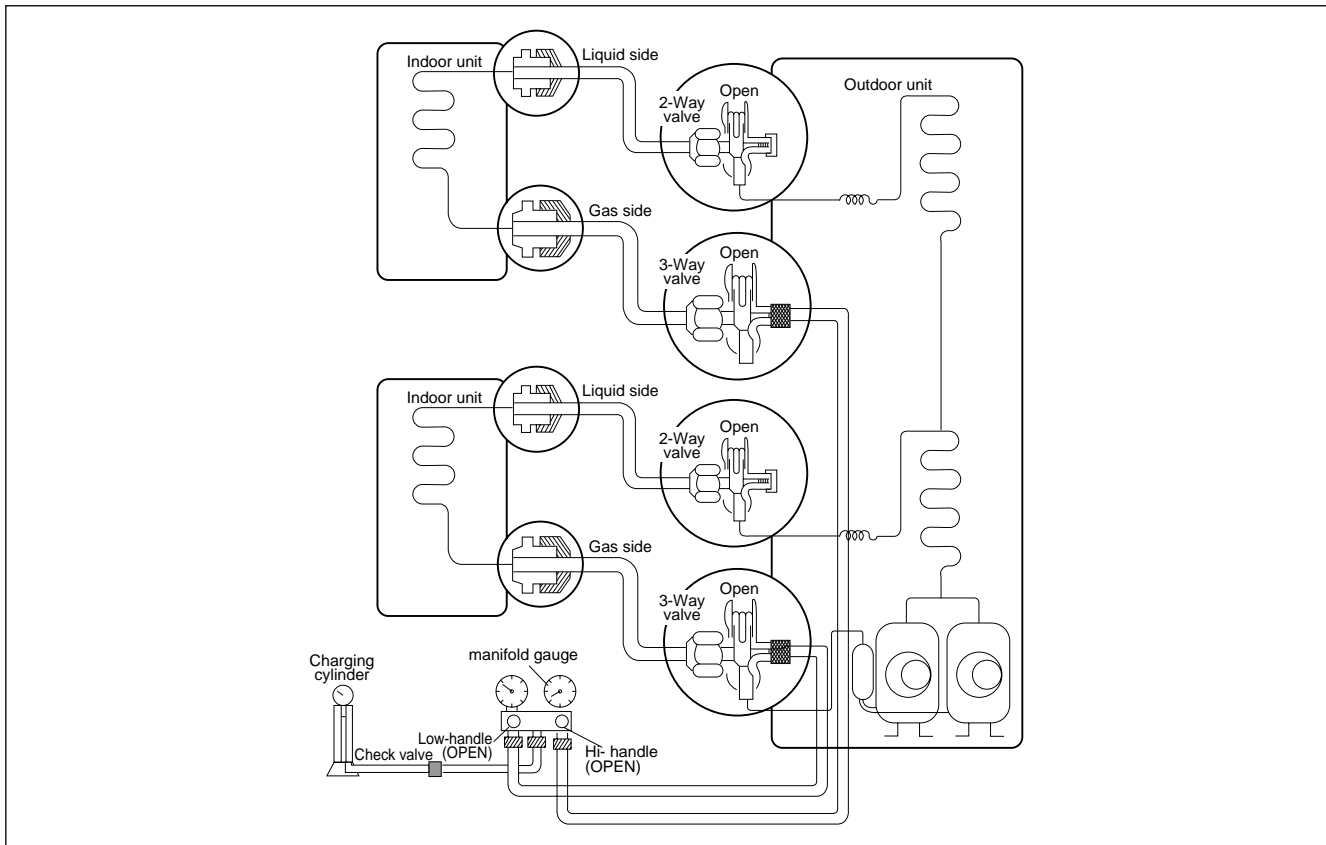 Indoor unit
Liquid side
2-Way
valve
Open
Outdoor unit
Gas side
3-Way
valve
Open
Indoor unit
Liquid side
2-Way
valve
Open
Gas side
3-Way
valve
Open
Charging
cylinder
manifold gauge
Check valve
Low-handle
(OPEN)
Hi- handle
(OPEN)